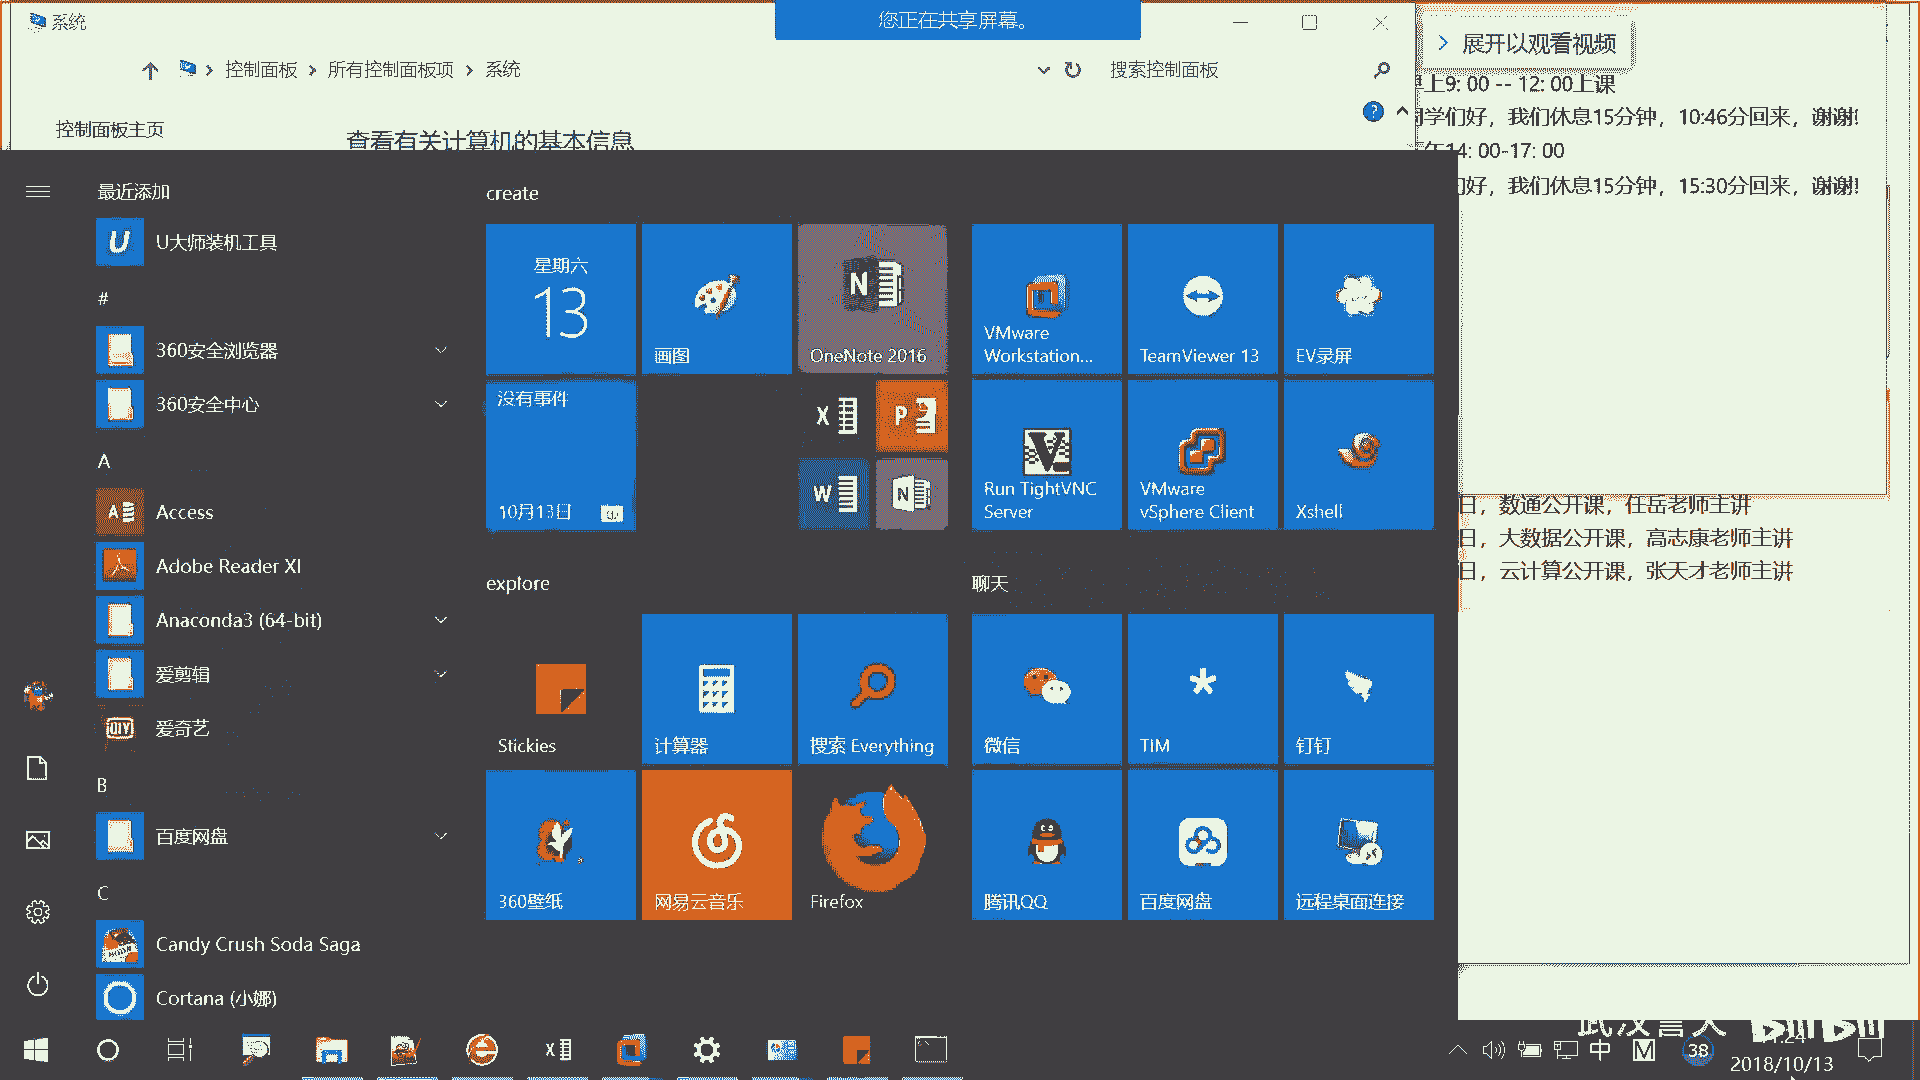 系统
您正在共享屏幕。
展开以观看视频
控制面板 所有控制面板项 系统
搜索控制面板
上9: 00 -- 12: 00上课
控制面板主页
查看有关计算机的基本信息
学们好，我们休息15分钟，10:46分回来，谢谢!
14: 00-17: 00
们好，我们休息15分钟，15:30分回来，谢谢!
最近添加
U大师装机工具
#
360安全浏览器
360安全中心
A
Access
Adobe Reader XI
Anaconda3 (64-bit)
爱剪辑
爱奇艺
B
百度网盘
C
Candy Crush Soda Saga
Cortana (小娜)
create
星期六
13
画图
OneNote 2016
没有事件
10月13日
VMware
Workstation...
TeamViewer 13
EV录屏
Run TightVNC
Server
VMware
vSphere Client
Xshell
explore
Stickies
计算器
搜索 Everything
360壁纸
网易云音乐
Firefox
聊天
微信
TIM
钉钉
腾讯QQ
百度网盘
远程桌面连接
日，数通公开课，任岳老师主讲
日，大数据公开课，高志康老师主讲
日，云计算公开课，张天才老师主讲
中
M
38
2018/10/13